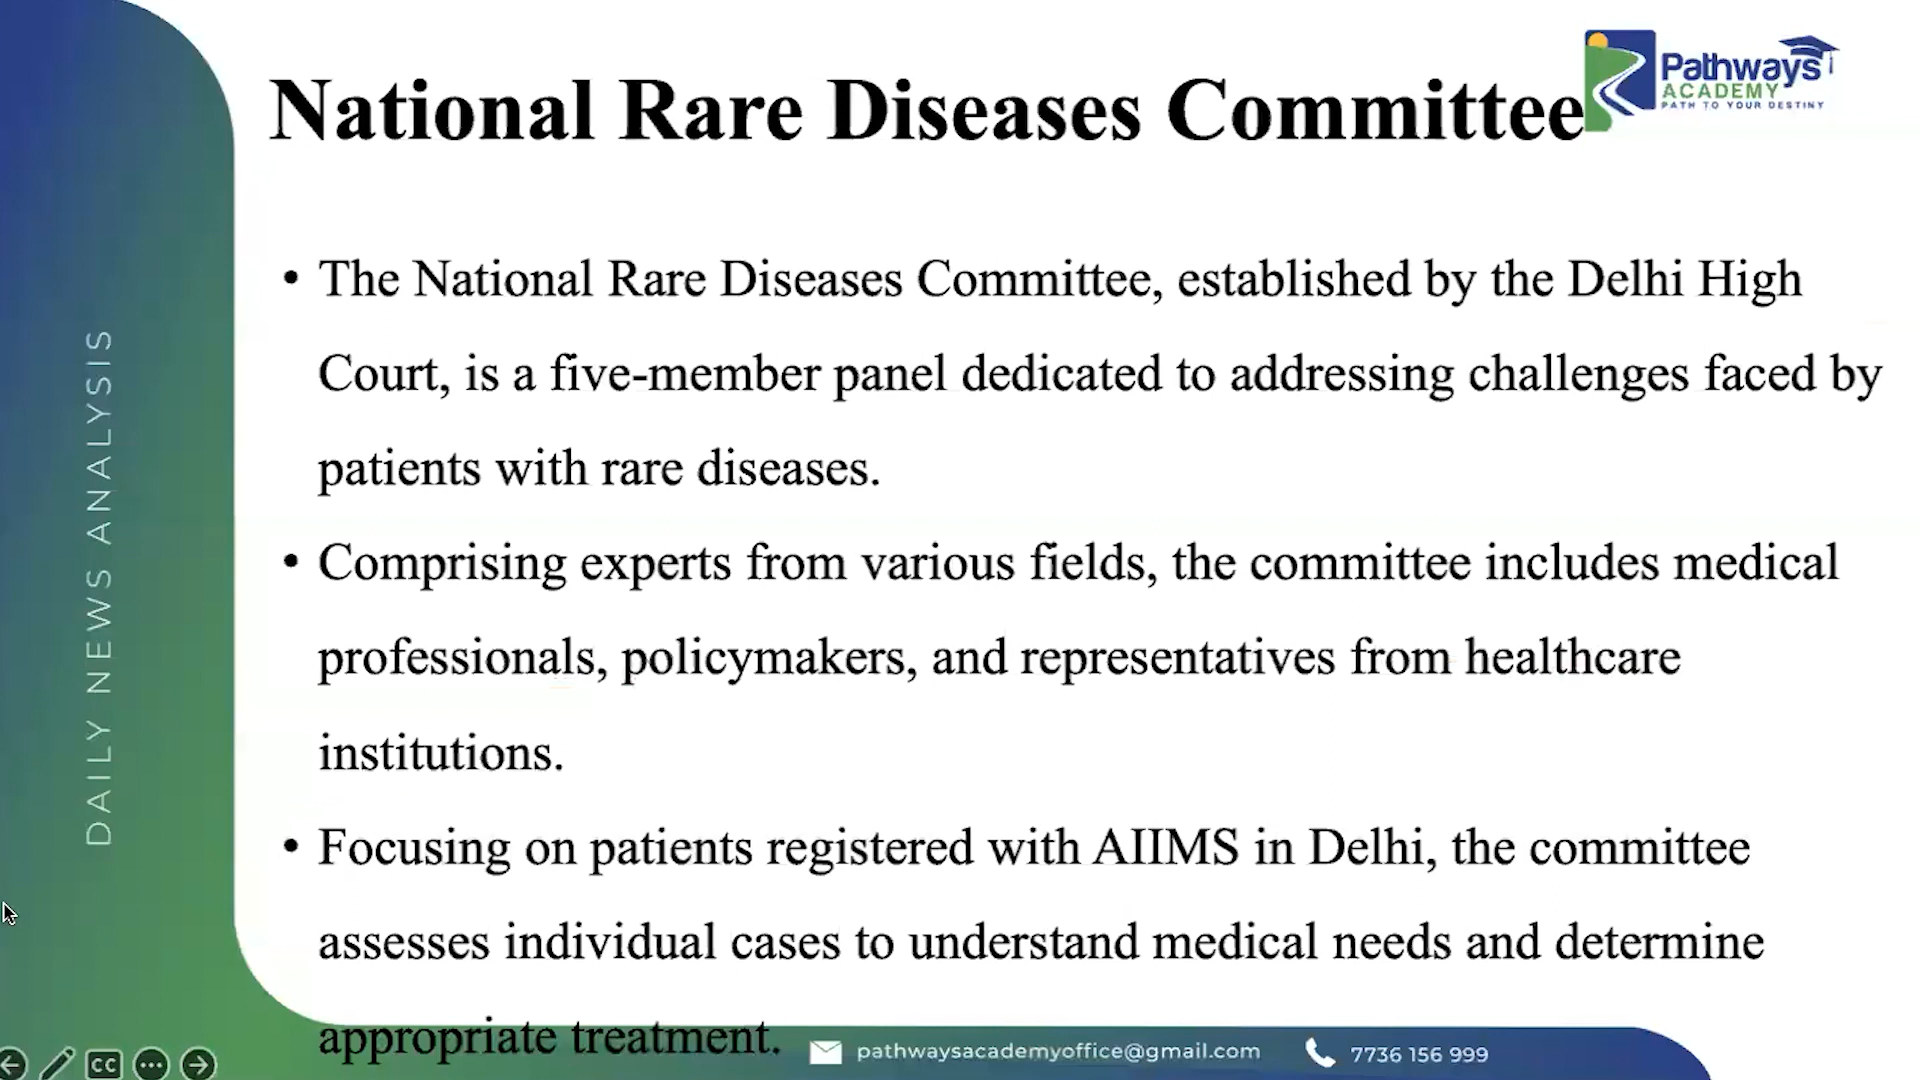 National Rare Diseases Committee
Pathways
ACADEMY
PATH TO YOUR DESTINY
DAILY NEWS ANALYSIS
• The National Rare Diseases Committee, established by the Delhi High
Court, is a five-member panel dedicated to addressing challenges faced by
patients with rare diseases.
• Comprising experts from various fields, the committee includes medical
professionals, policymakers, and representatives from healthcare
institutions.
• Focusing on patients registered with AIIMS in Delhi, the committee
assesses individual cases to understand medical needs and determine
appropriate treatment.
pathwaysacademyoffice@gmail.com
7736 156 999
CC